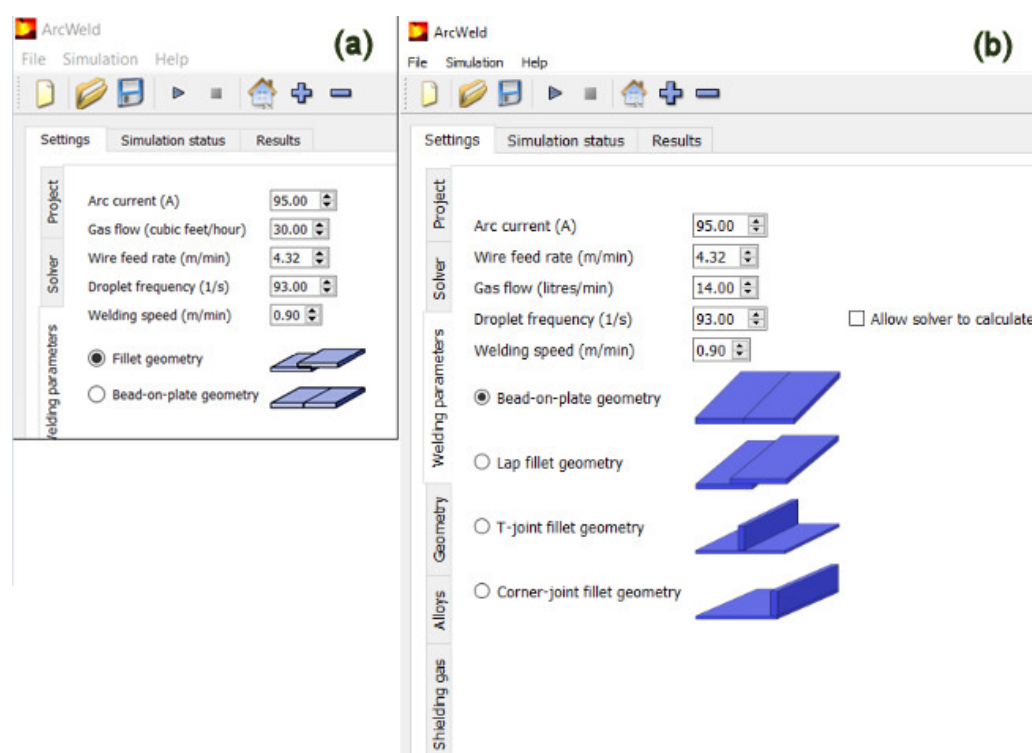 ArcWeld
(a)
File Simulation Help
Settings Simulation status Results
Project
Solver
Welding parameters
Arc current (A) 95.00
Gas flow (cubic feet/hour) 30.00
Wire feed rate (m/min) 4.32
Droplet frequency (1/s) 93.00
Welding speed (m/min) 0.90
Fillet geometry
Bead-on-plate geometry
ArcWeld
(b)
File Simulation Help
Settings Simulation status Results
Project
Solver
Welding parameters
Geometry
Alloys
Shielding gas
Arc current (A) 95.00
Wire feed rate (m/min) 4.32
Gas flow (litres/min) 14.00
Droplet frequency (1/s) 93.00 Allow solver to calculate
Welding speed (m/min) 0.90
Bead-on-plate geometry
Lap fillet geometry
T-joint fillet geometry
Corner-joint fillet geometry